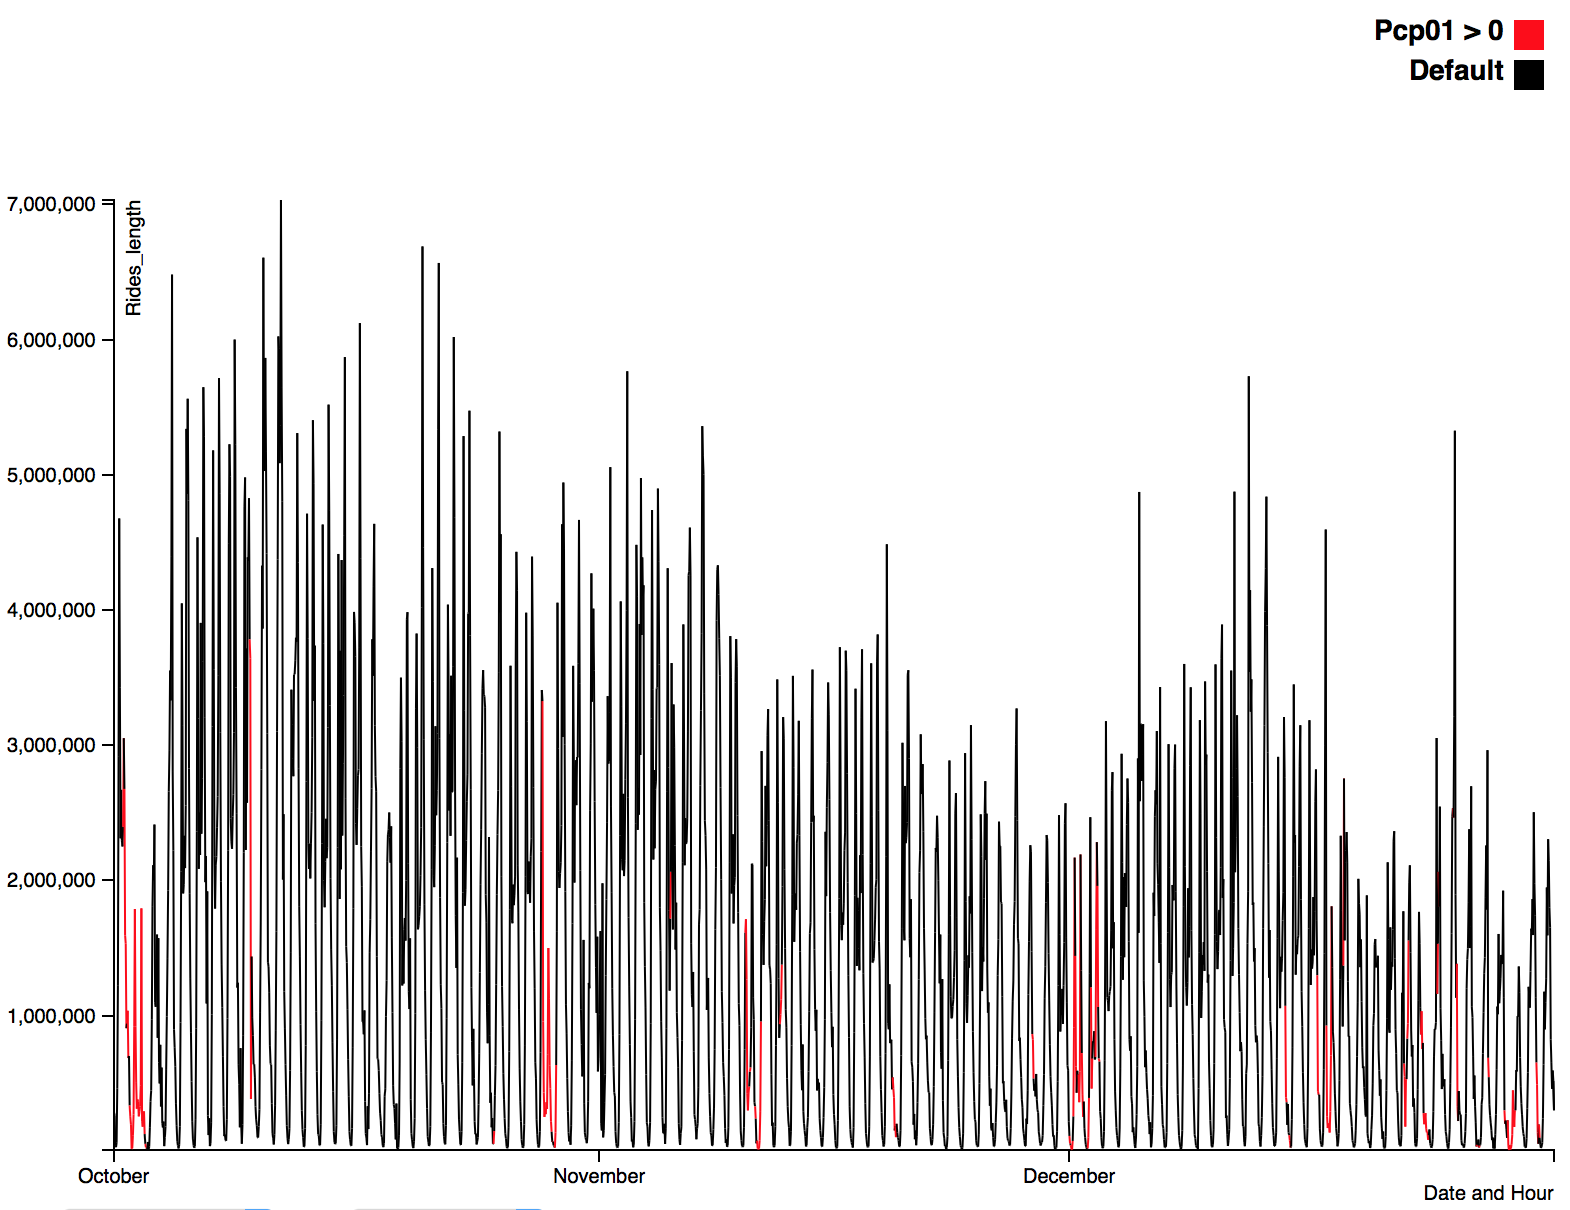 Pcp01 > 0
Default
Rides_length
7,000,000
6,000,000
5,000,000
4,000,000
3,000,000
2,000,000
1,000,000
October
November
December
Date and Hour